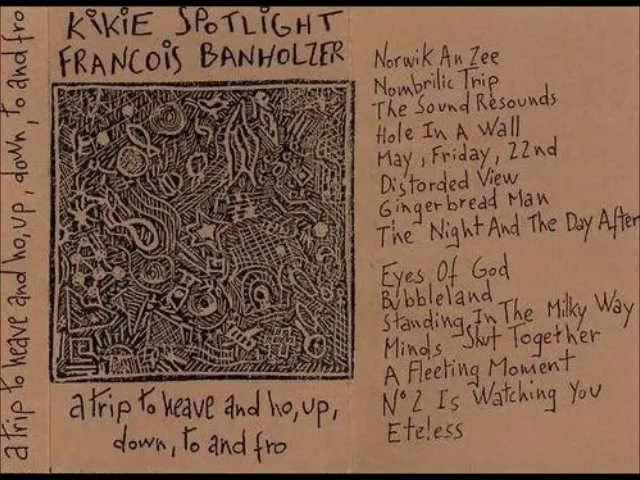 a trip to heave and ho, up, down, to and fro
KiKiE SPOTLiGHT
FRANCOiS BANHOLZER
a trip to heave and ho, up,
down, to and fro
Norwik An Zee
Nombrilic Trip
The Sound Resounds
Hole In A Wall
May, Friday, 22nd
Distorded View
Gingerbread Man
The Night And The Day After
Eyes Of God
Bubbleland
Standing In The Milky Way
Minds Shut Together
A Fleeting Moment
N° 2 Is Watching You
Ete!ess